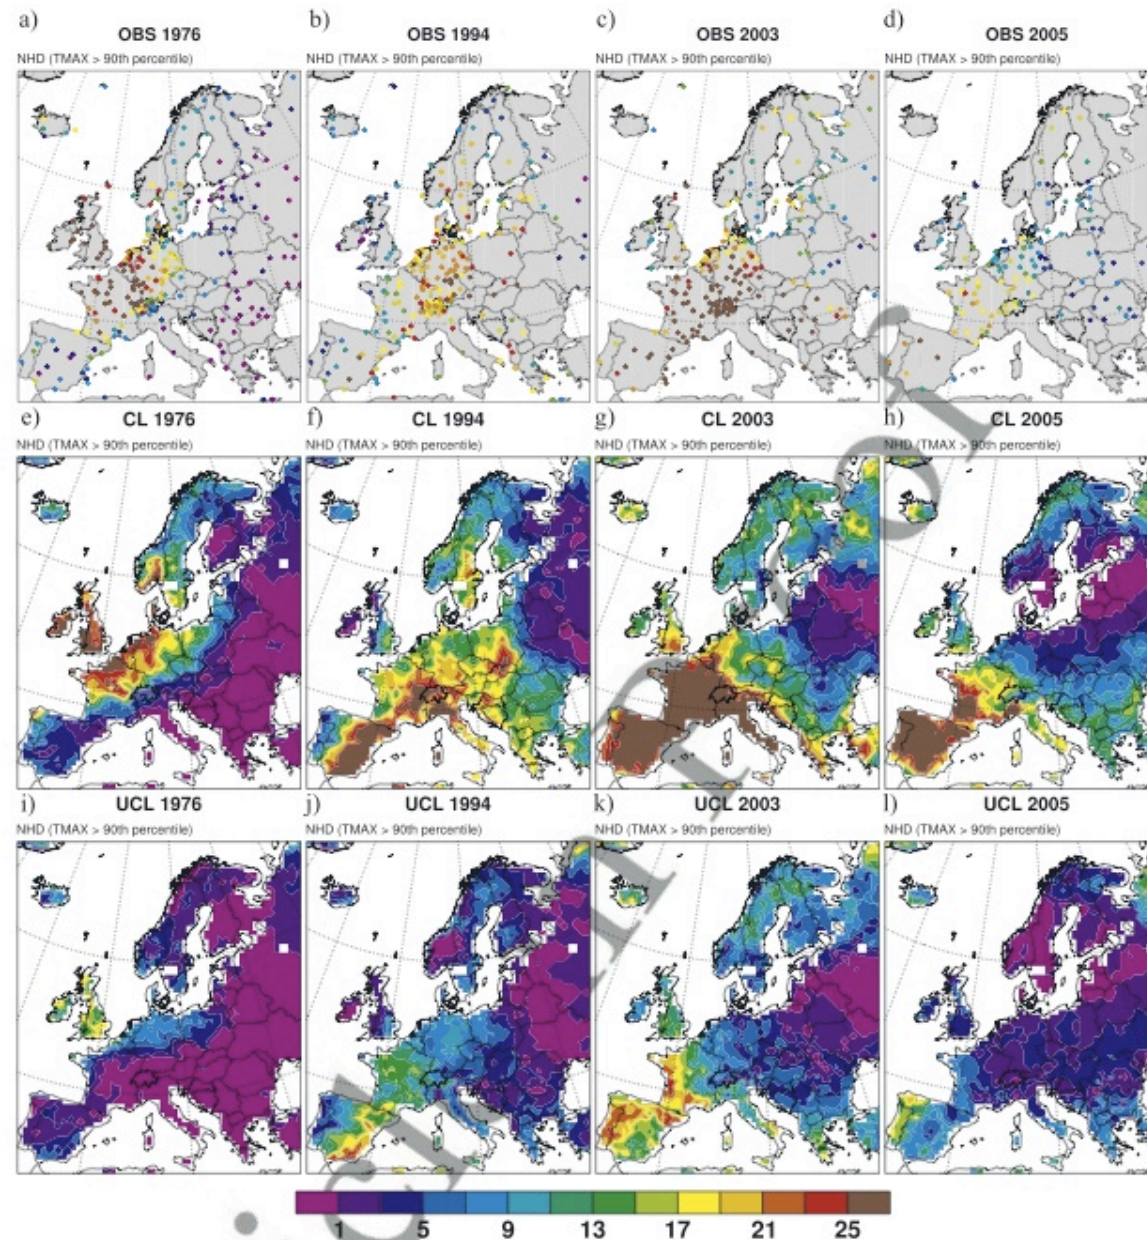 a) b) c) d)
OBS 1976 OBS 1994 OBS 2003 OBS 2005
NHD (TMAX > 90th percentile) NHD (TMAX > 90th percentile) NHD (TMAX > 90th percentile) NHD (TMAX > 90th percentile)
e) CL 1976 f) CL 1994 g) CL 2003 h) CL 2005
NHD (TMAX > 90th percentile) NHD (TMAX > 90th percentile) NHD (TMAX > 90th percentile) NHD (TMAX > 90th percentile)
i) UCL 1976 j) UCL 1994 k) UCL 2003 l) UCL 2005
NHD (TMAX > 90th percentile) NHD (TMAX > 90th percentile) NHD (TMAX > 90th percentile) NHD (TMAX > 90th percentile)
1 5 9 13 17 21 25